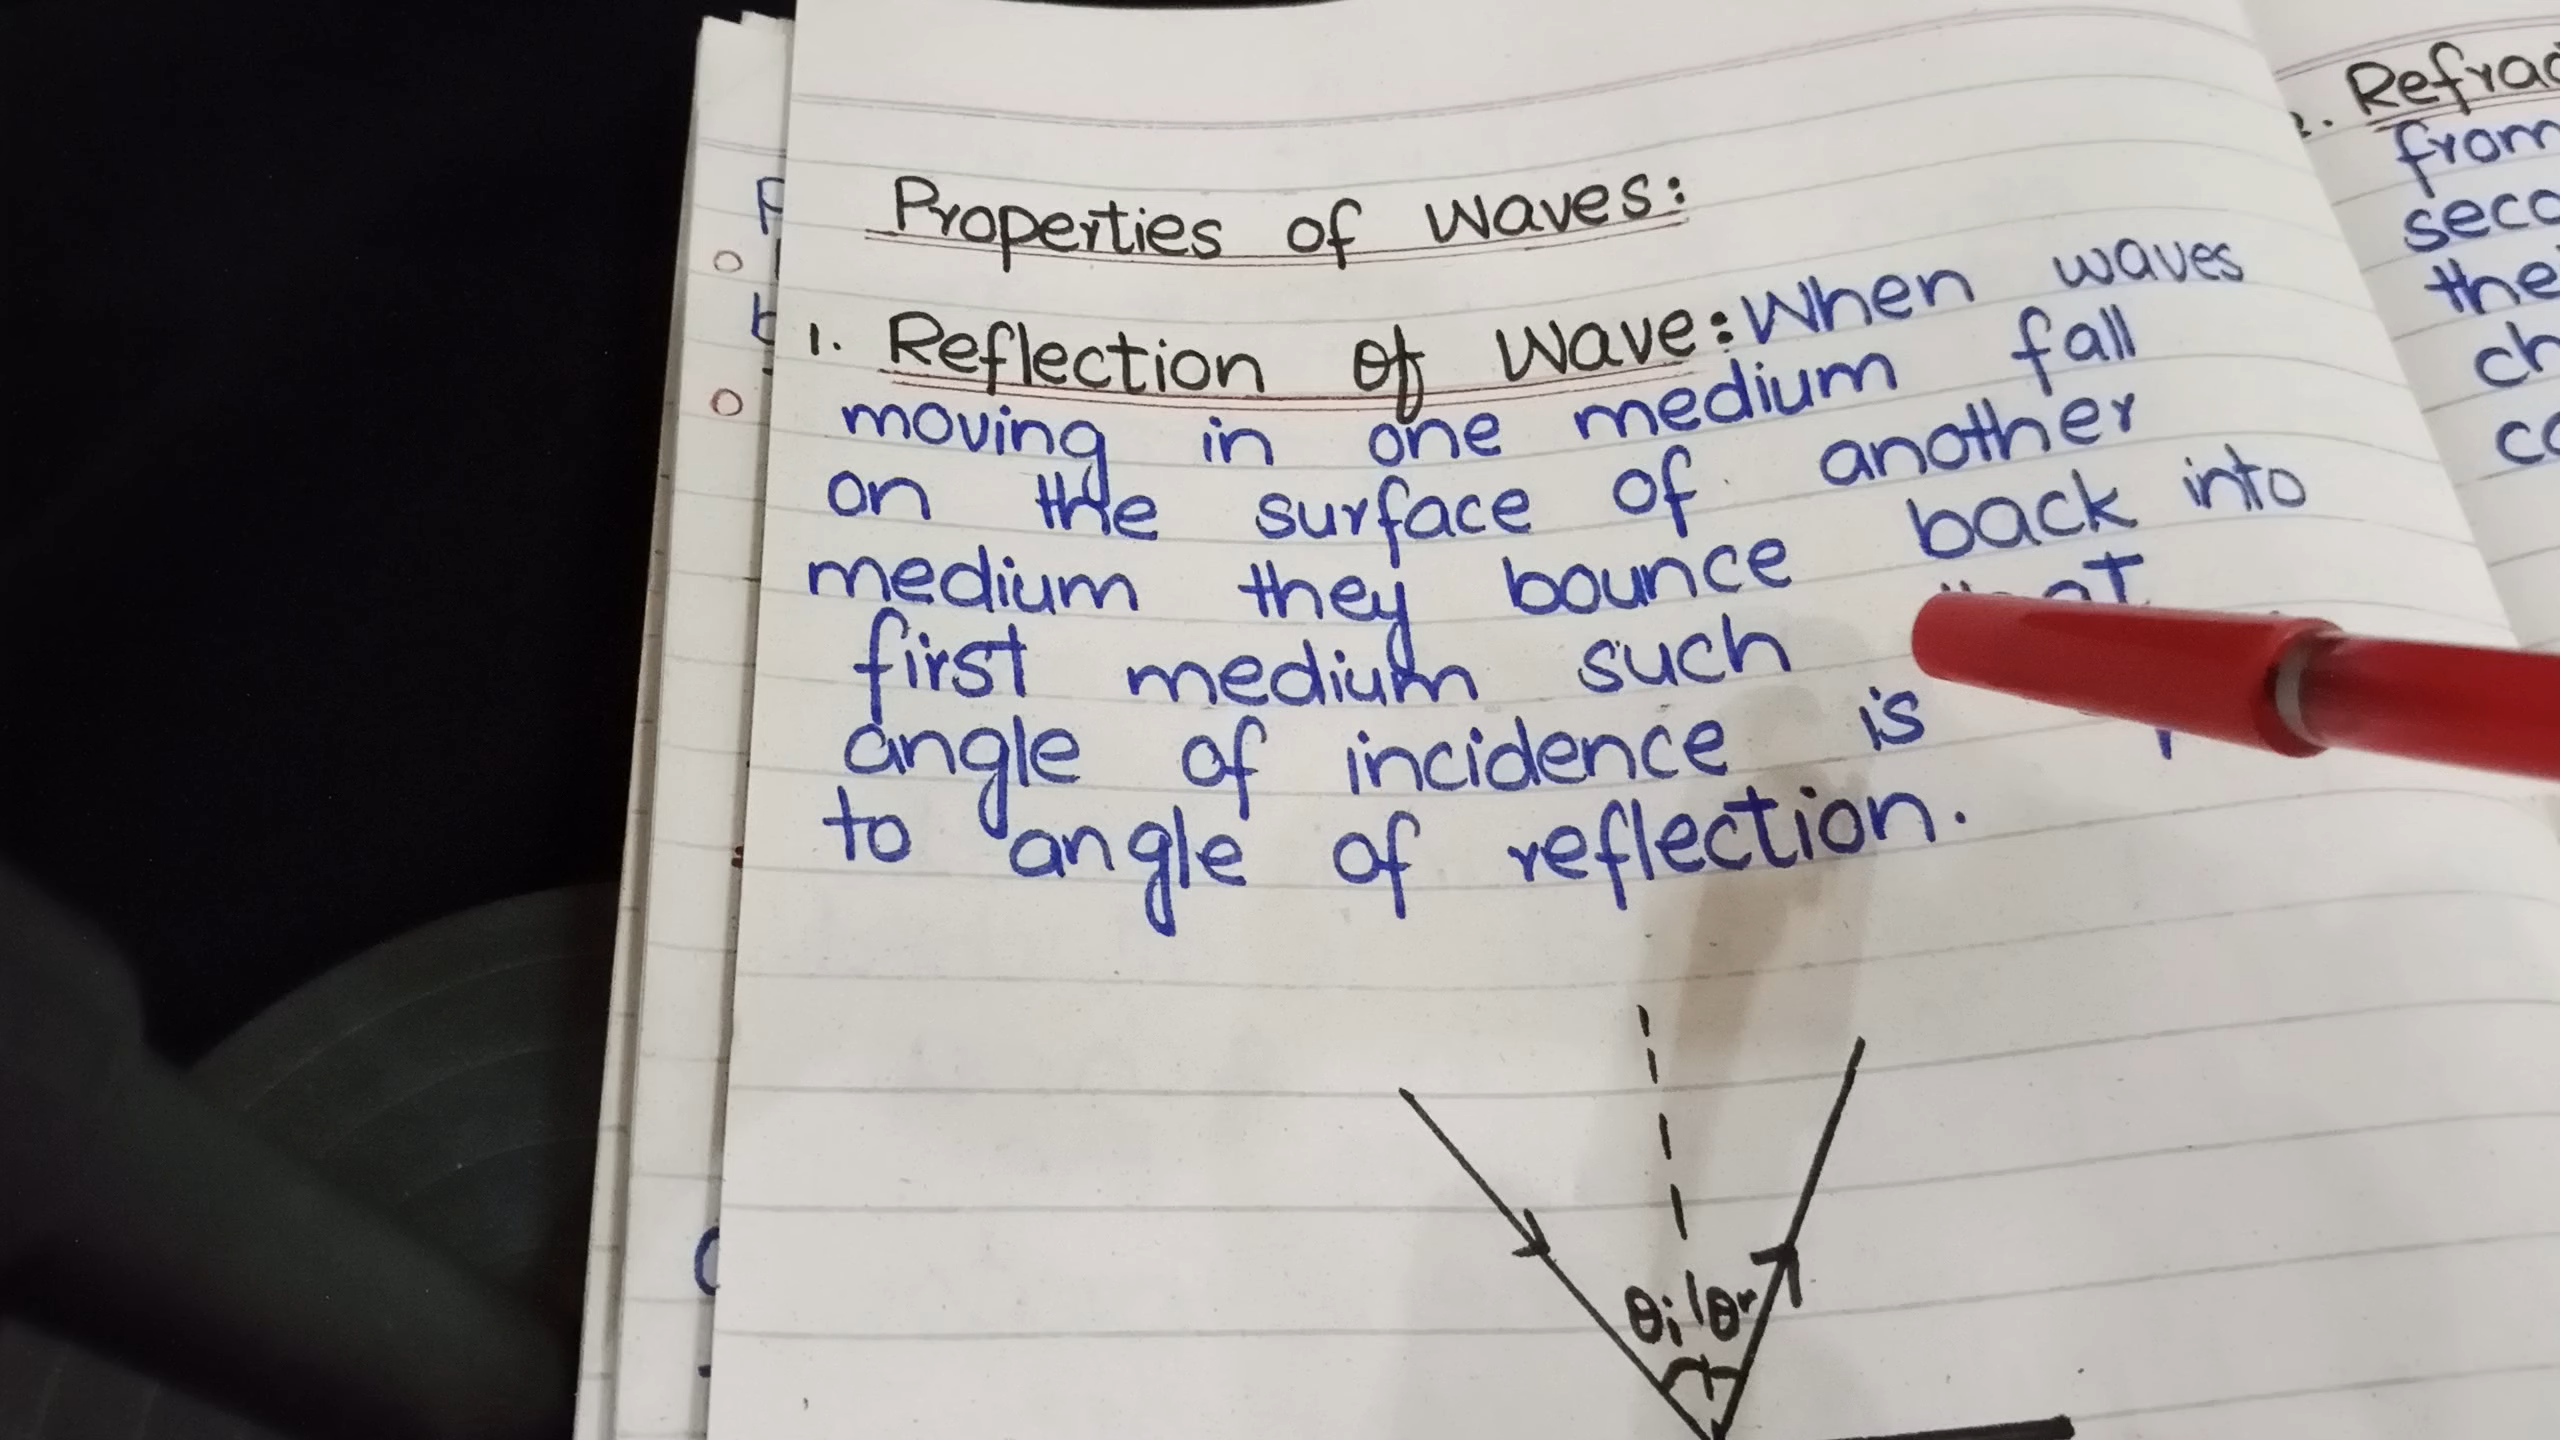 Properties of waves:
1. Reflection of wave: When waves
moving in one medium fall
on the surface of another
medium they bounce back into
first medium such
angle of incidence is
to angle of reflection.
θi θr
2. Refrac
from
seco
the
ch
co